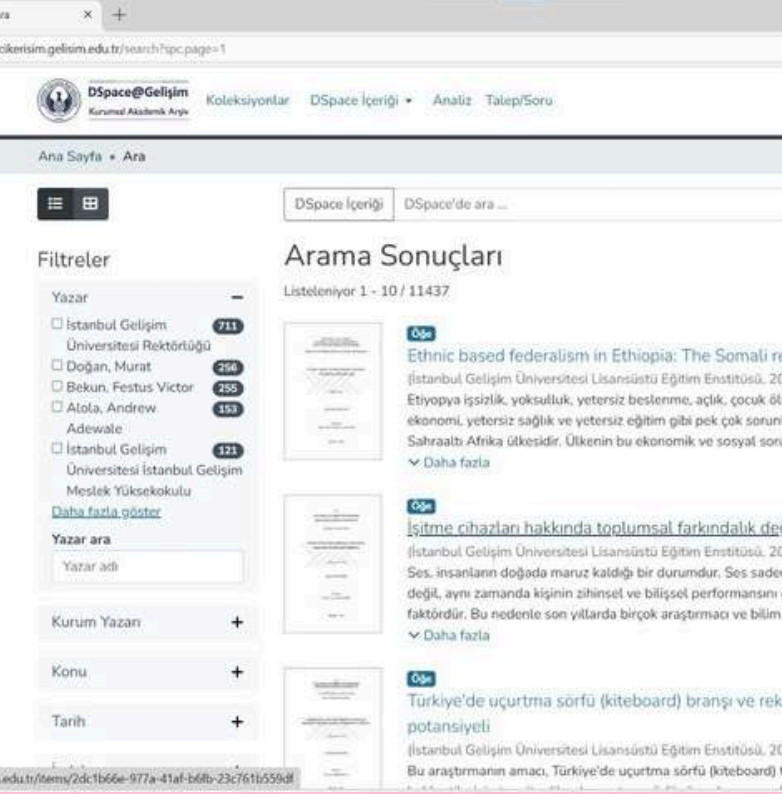 ra
cikerisim.gelisim.edu.tr/search?spc.page=1
DSpace@Gelişim
Kurumsal Akademik Arşiv
Koleksiyonlar DSpace İçeriği Analiz Talep/Soru
Ana Sayfa • Ara
DSpace İçeriği DSpace'de ara ...
Filtreler
Yazar
İstanbul Gelişim 711
Üniversitesi Rektörlüğü
Doğan, Murat 256
Bekun, Festus Victor 255
Alola, Andrew 153
Adewale
İstanbul Gelişim 121
Üniversitesi İstanbul Gelişim
Meslek Yüksekokulu
Daha fazla göster
Yazar ara
Yazar adı
Kurum Yazarı
Konu
Tarih
Arama Sonuçları
Listeleniyor 1 - 10 / 11437
Öğe
Ethnic based federalism in Ethiopia: The Somali re
(İstanbul Gelişim Üniversitesi Lisansüstü Eğitim Enstitüsü, 20
Etiyopya işsizlik, yoksulluk, yetersiz beslenme, açlık, çocuk öl
ekonomi, yetersiz sağlık ve yetersiz eğitim gibi pek çok sorun
Sahraaltı Afrika ülkesidir. Ülkenin bu ekonomik ve sosyal soru
Daha fazla
Öğe
İşitme cihazları hakkında toplumsal farkındalık değ
(İstanbul Gelişim Üniversitesi Lisansüstü Eğitim Enstitüsü, 20
Ses, insanların doğada maruz kaldığı bir durumdur. Ses sadec
değil, aynı zamanda kişinin zihinsel ve bilişsel performansını
faktördür. Bu nedenle son yıllarda birçok araştırmacı ve bilim
Daha fazla
Öğe
Türkiye'de uçurtma sörfü (kiteboard) branşı ve rek
potansiyeli
(İstanbul Gelişim Üniversitesi Lisansüstü Eğitim Enstitüsü, 20
Bu araştırmanın amacı, Türkiye'de uçurtma sörfü (kiteboard)
.edu.tr/items/2dc1b66e-977a-41af-b6fb-23c761b559df